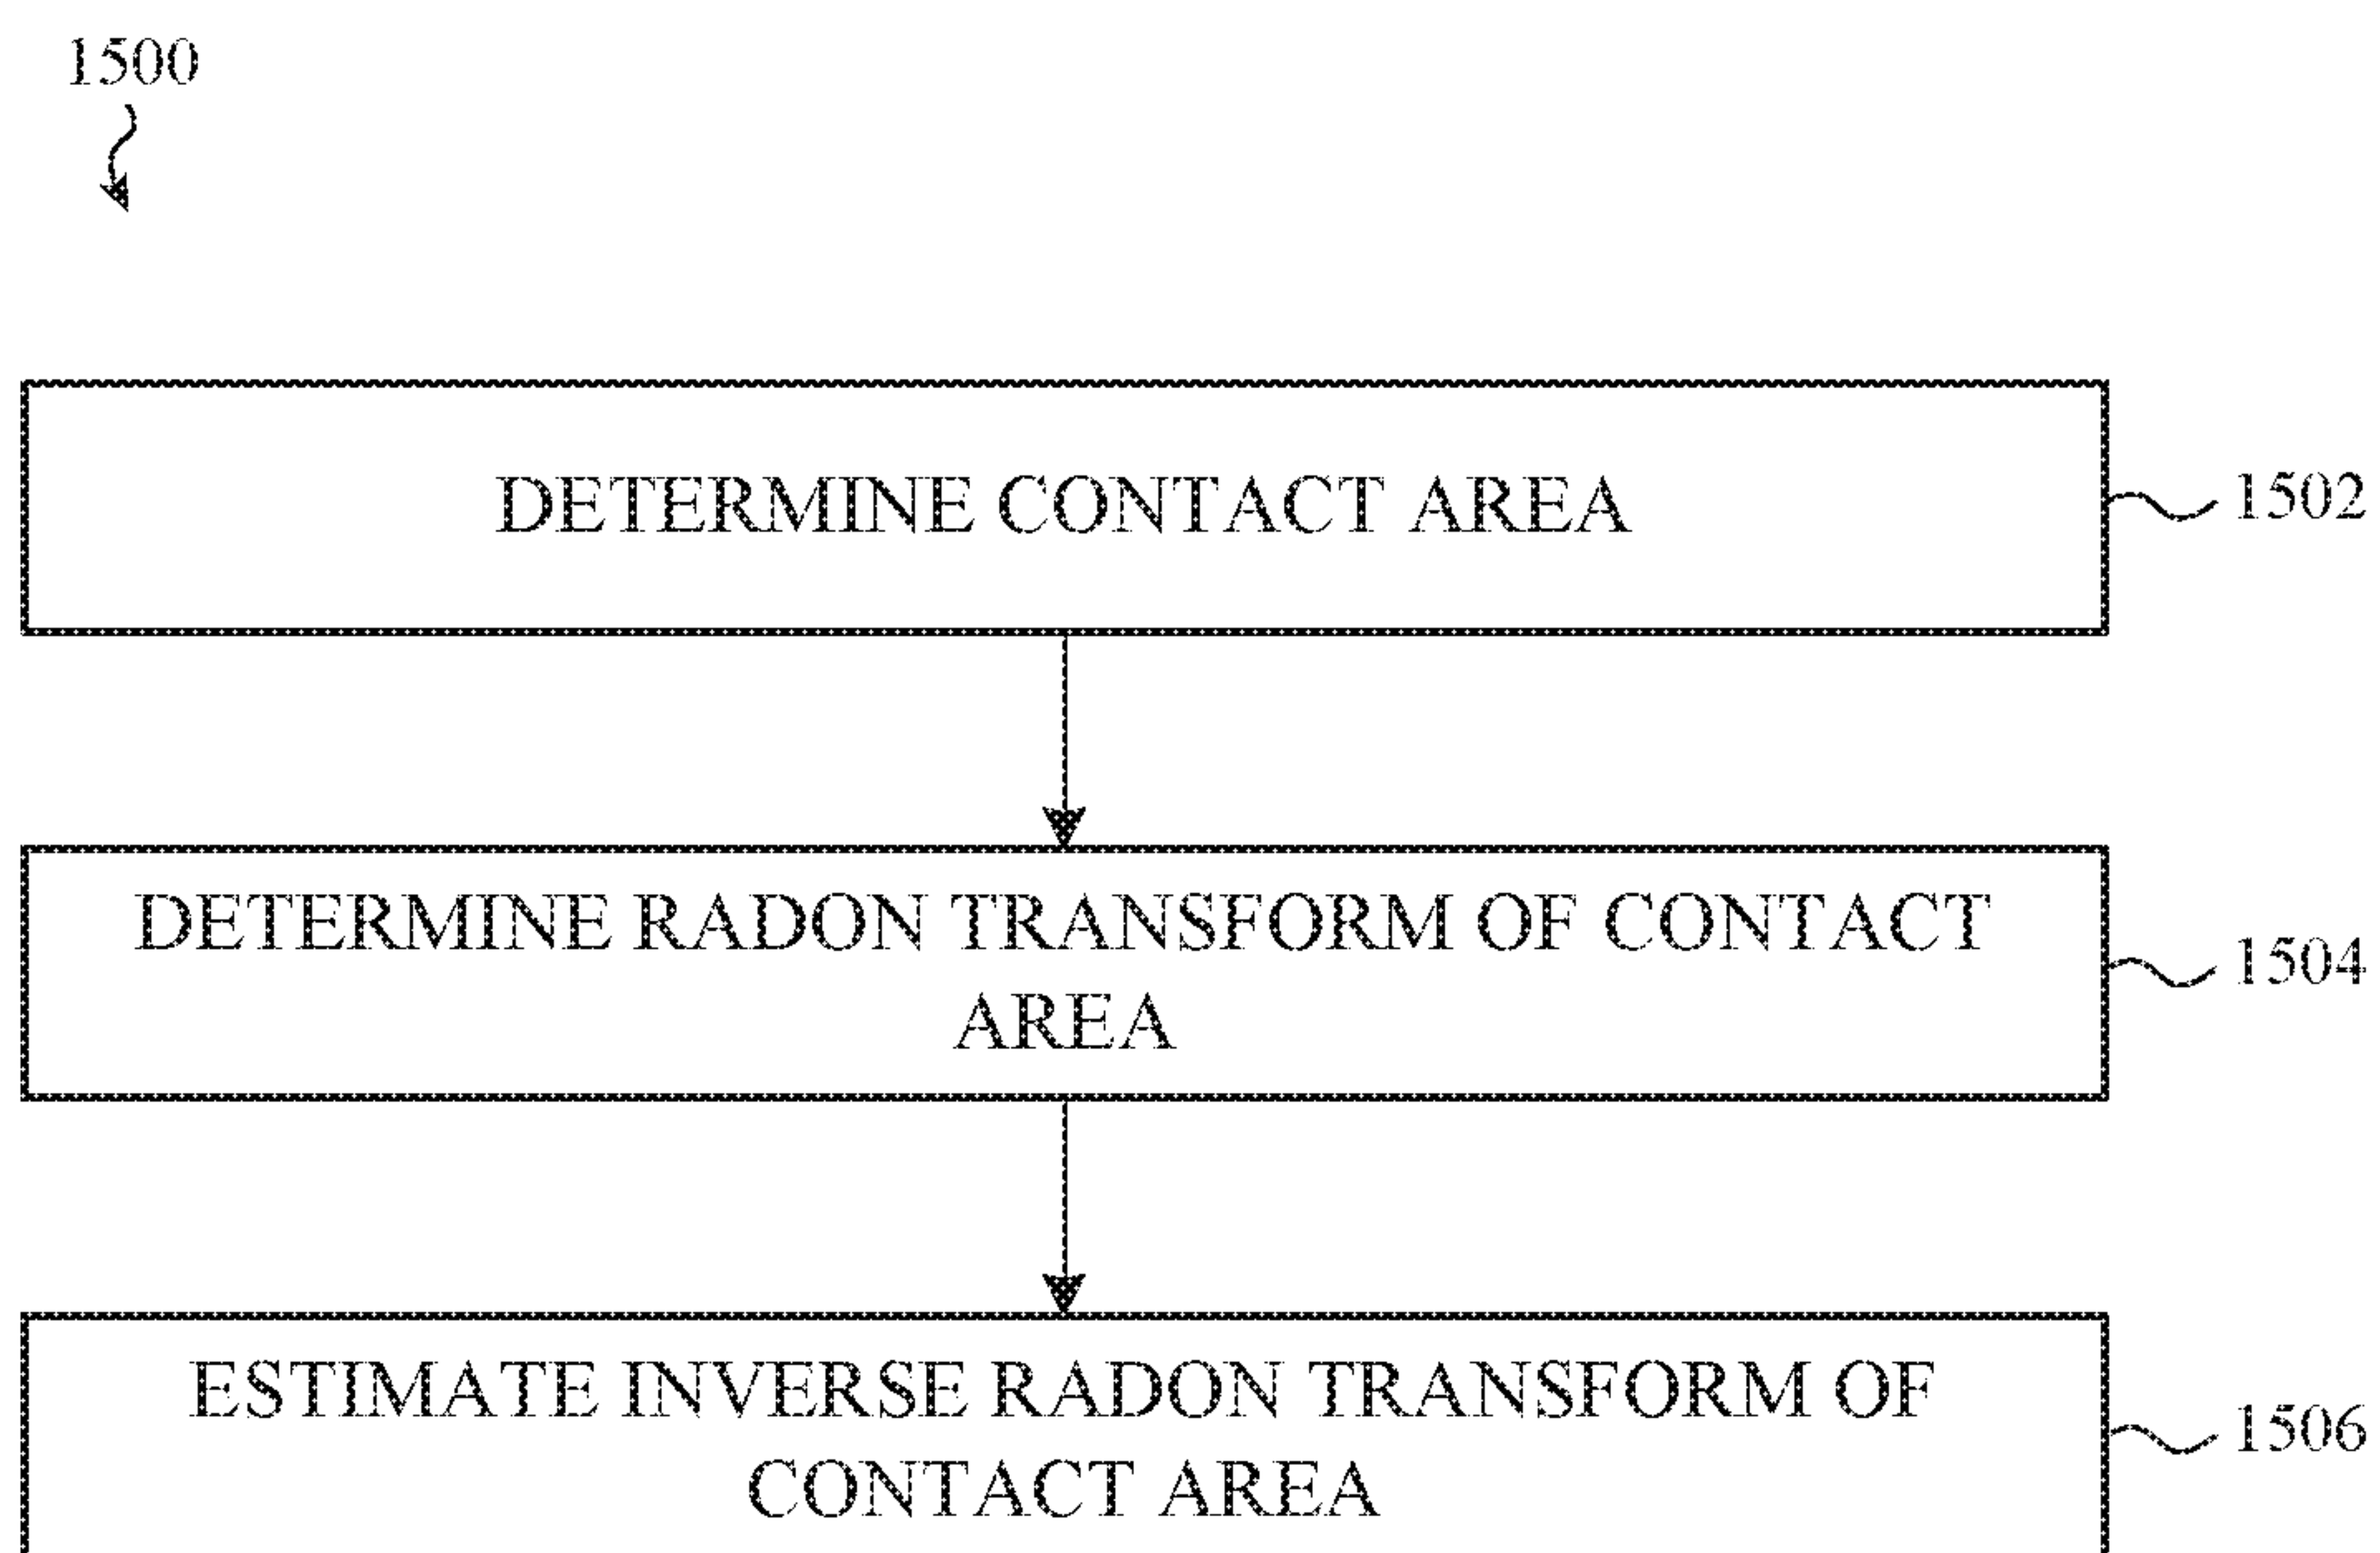 1500
DETERMINE CONTACT AREA
1502
DETERMINE RADON TRANSFORM OF CONTACT
AREA
1504
ESTIMATE INVERSE RADON TRANSFORM OF
CONTACT AREA
1506